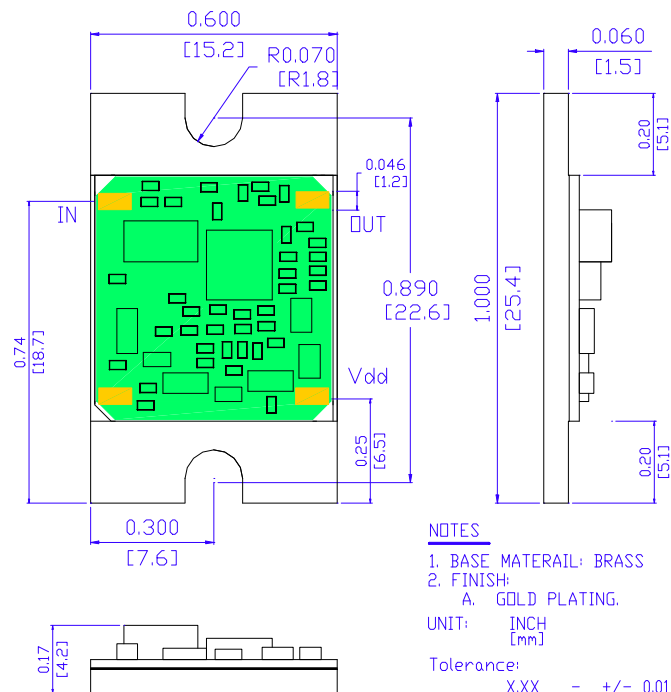 0.600
[15.2]
0.060
[1.5]
R0.070
[R1.8]
0.20
[5.1]
0.046
[1.2]
IN
OUT
0.890
[22.6]
1.000
[25.4]
0.74
[18.7]
Vdd
0.25
[6.5]
0.20
[5.1]
0.300
[7.6]
NOTES
1. BASE MATERAIL: BRASS
2. FINISH:
A. GOLD PLATING.
UNIT: INCH
[mm]
0.17
[4.2]
Tolerance:
X.XX - +/- 0.01